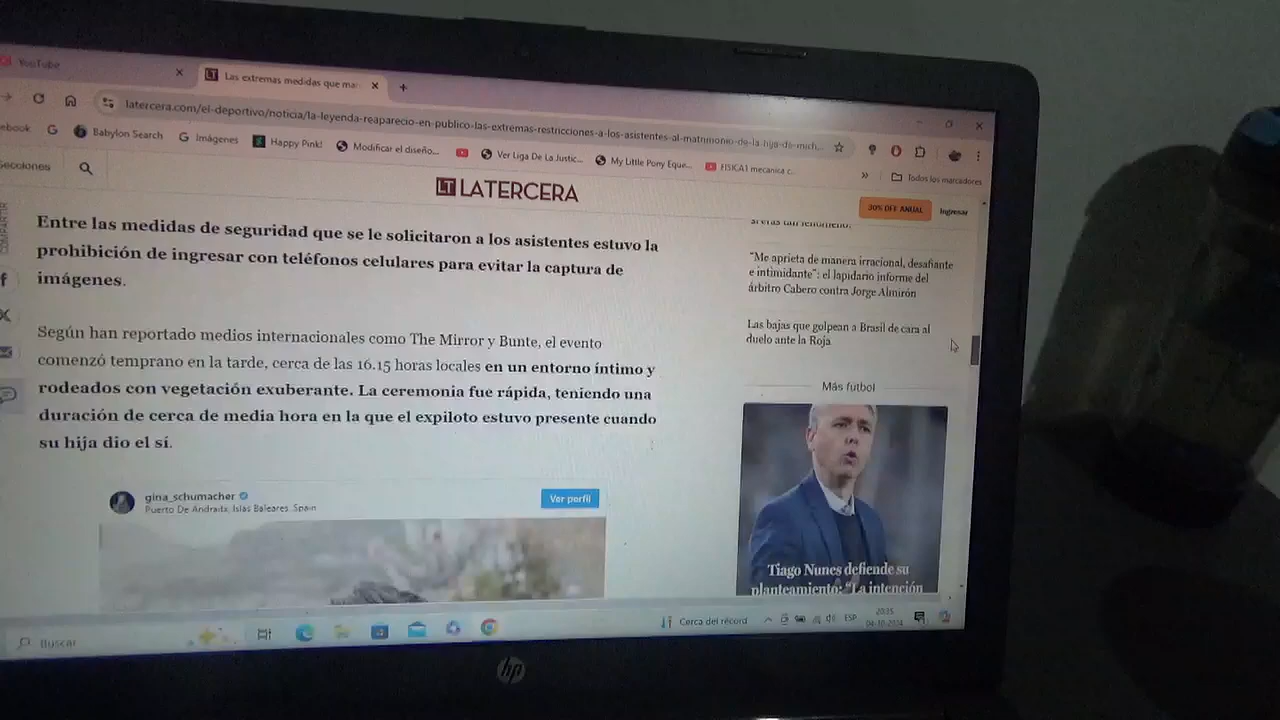 YouTube
Las extremas medidas que ma
latercera.com/el-deportivo/noticia/la-leyenda-reaparecio-en-publico-las-extremas-restricciones-a-los-asistentes-al-matrimonio-de-la-hija-de-mich...
ebook
Babylon Search
Imágenes
Happy Pink!
Modificar el diseño...
Ver Liga De La Justic...
My Little Pony Eque...
FISICA1 mecanica c...
Todos los marcadores
Secciones
LT LATERCERA
30% OFF ANUAL
Ingresar
COMPARTIR
Entre las medidas de seguridad que se le solicitaron a los asistentes estuvo la
prohibición de ingresar con teléfonos celulares para evitar la captura de
imágenes.
Según han reportado medios internacionales como The Mirror y Bunte, el evento
comenzó temprano en la tarde, cerca de las 16.15 horas locales en un entorno íntimo y
rodeados con vegetación exuberante. La ceremonia fue rápida, teniendo una
duración de cerca de media hora en la que el expiloto estuvo presente cuando
su hija dio el sí.
gina_schumacher
Puerto De Andratx, Islas Baleares, Spain
Ver perfil
"Me aprieta de manera irracional, desafiante
e intimidante": el lapidario informe del
árbitro Cabero contra Jorge Almirón
Las bajas que golpean a Brasil de cara al
duelo ante la Roja
Más fútbol
Tiago Nunes defiende su
planteamiento: "La intención
Buscar
Cerca del récord
ESP
20:35
04-10-2024
hp